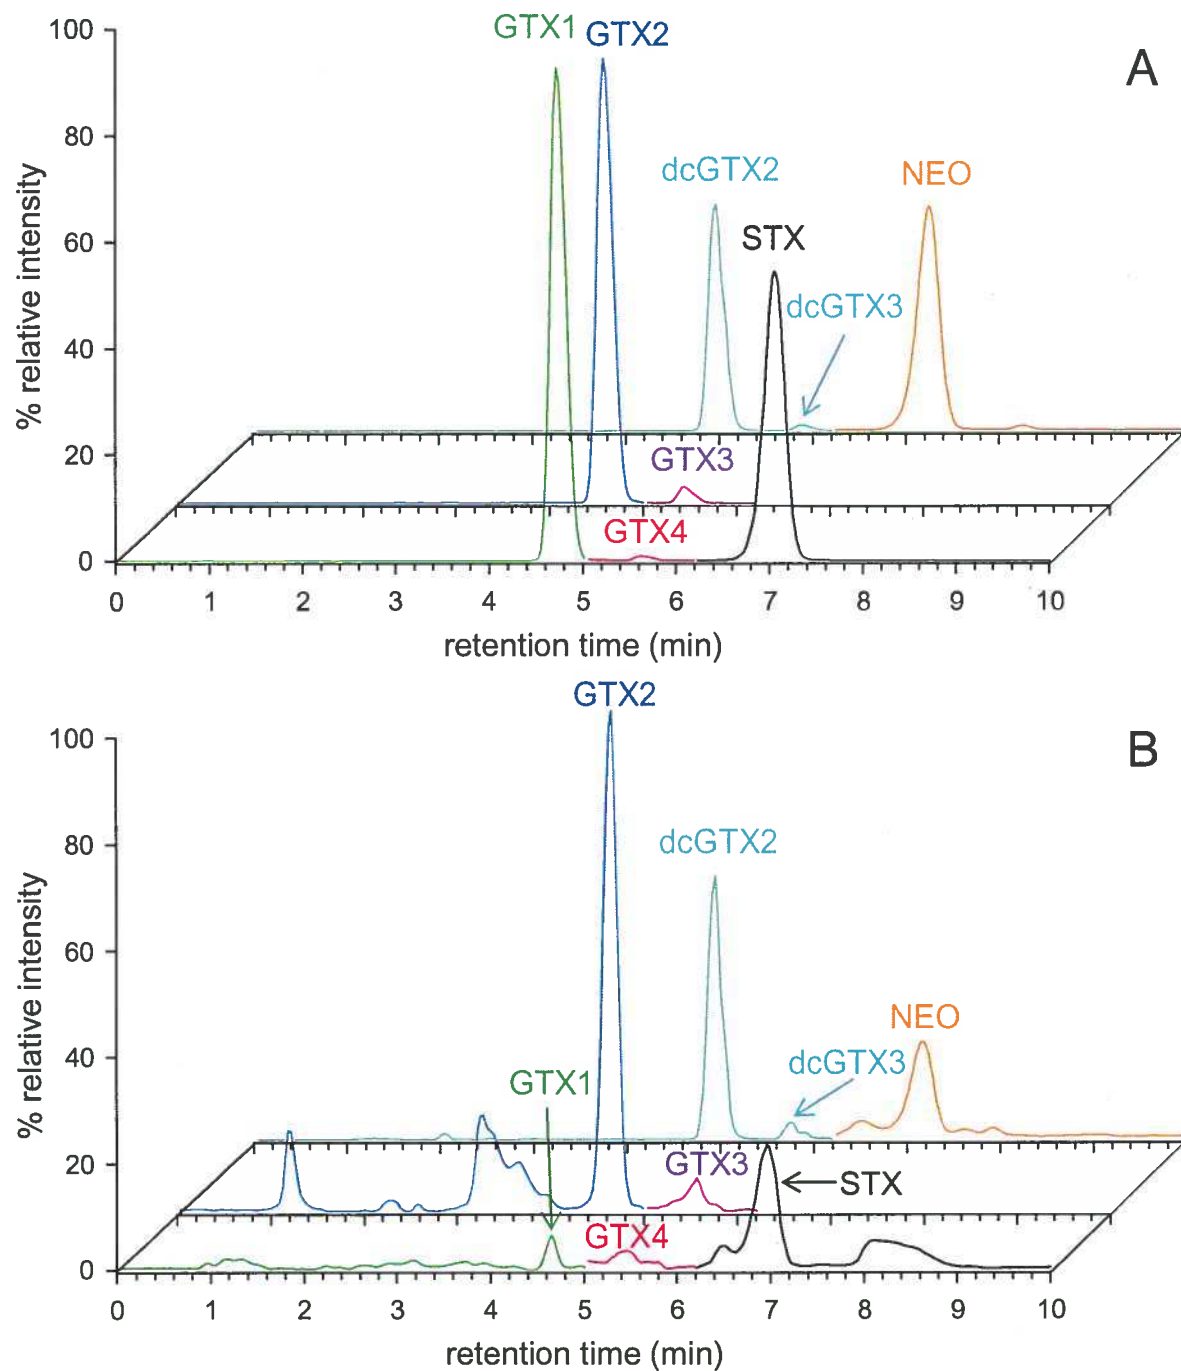 A
GTX1 GTX2
dcGTX2
NEO
STX
dcGTX3
GTX3
GTX4
% relative intensity
100
80
60
40
20
0
0 1 2 3 4 5 6 7 8 9 10
retention time (min)
B
GTX2
dcGTX2
NEO
dcGTX3
GTX1
GTX3
STX
GTX4
% relative intensity
100
80
60
40
20
0
0 1 2 3 4 5 6 7 8 9 10
retention time (min)